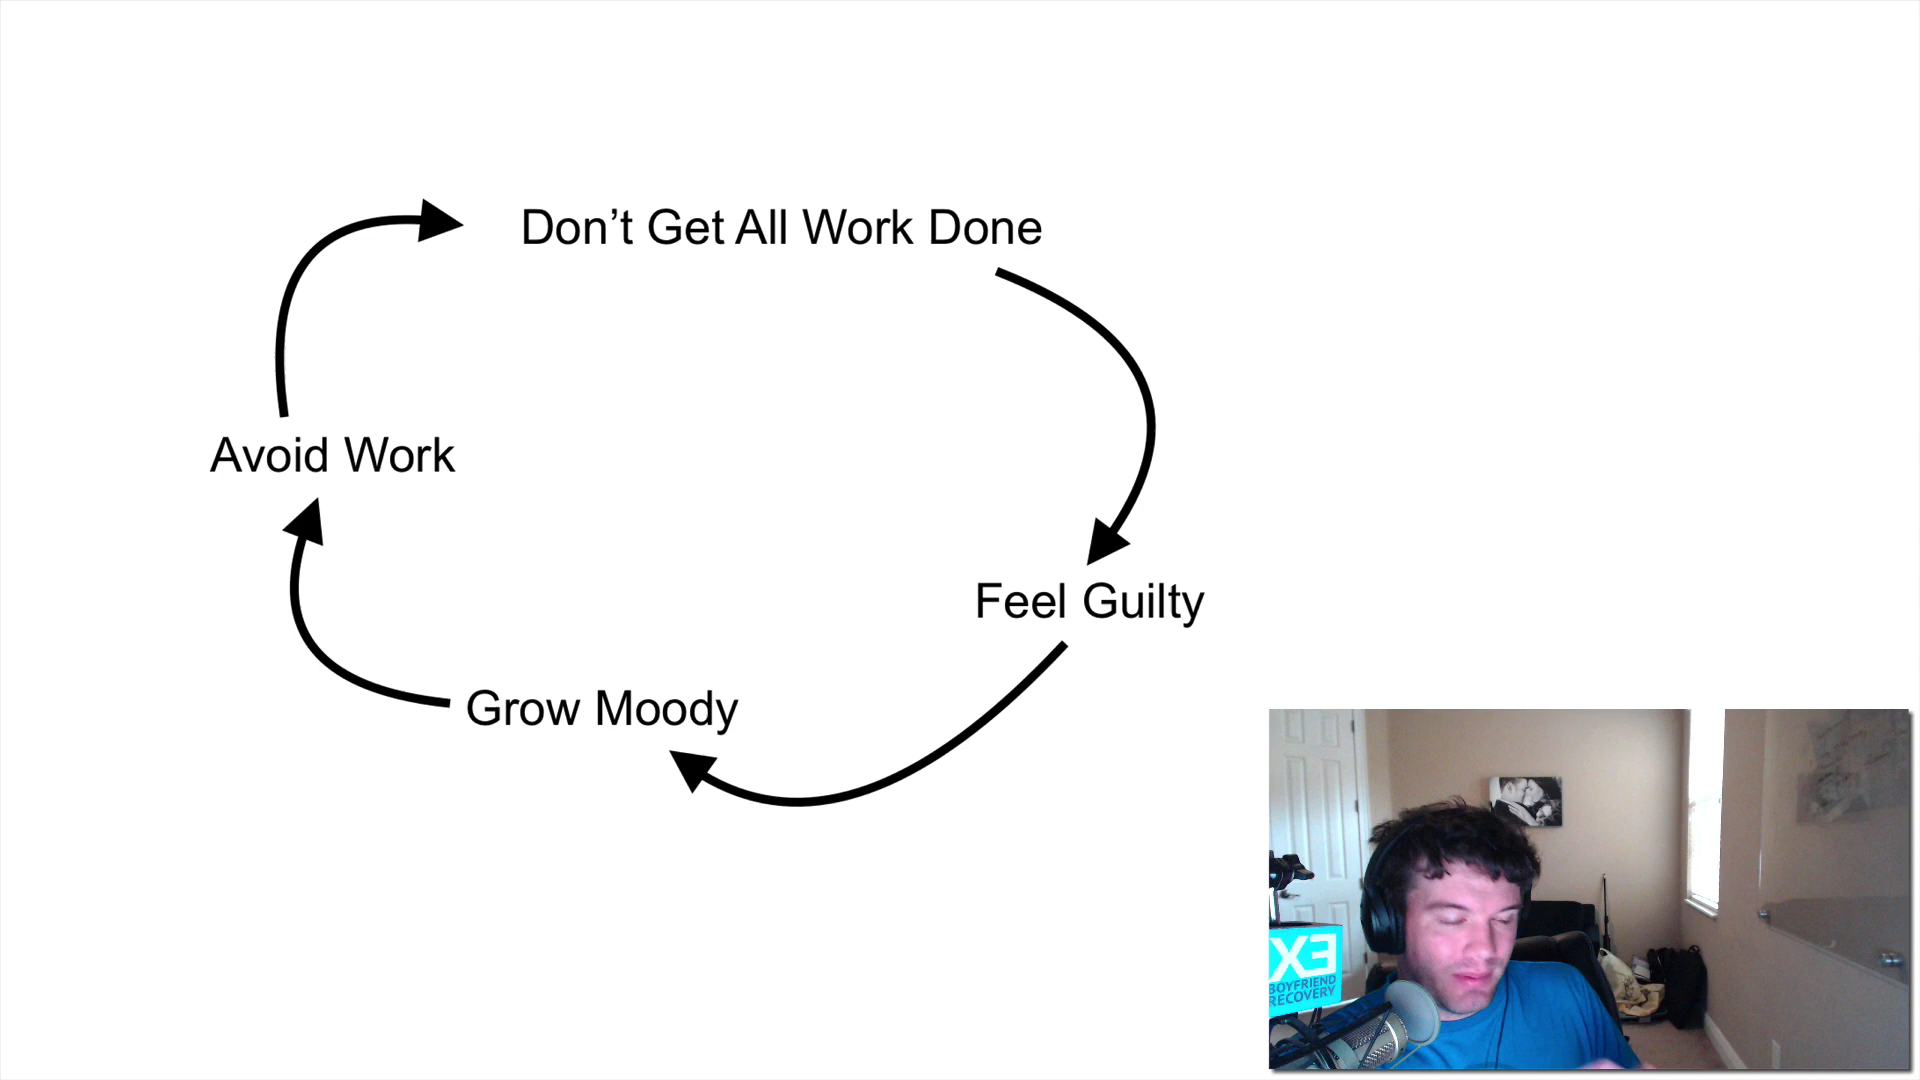 Don’t Get All Work Done
Avoid Work
Feel Guilty
Grow Moody
EX
BOYFRIEND
RECOVERY